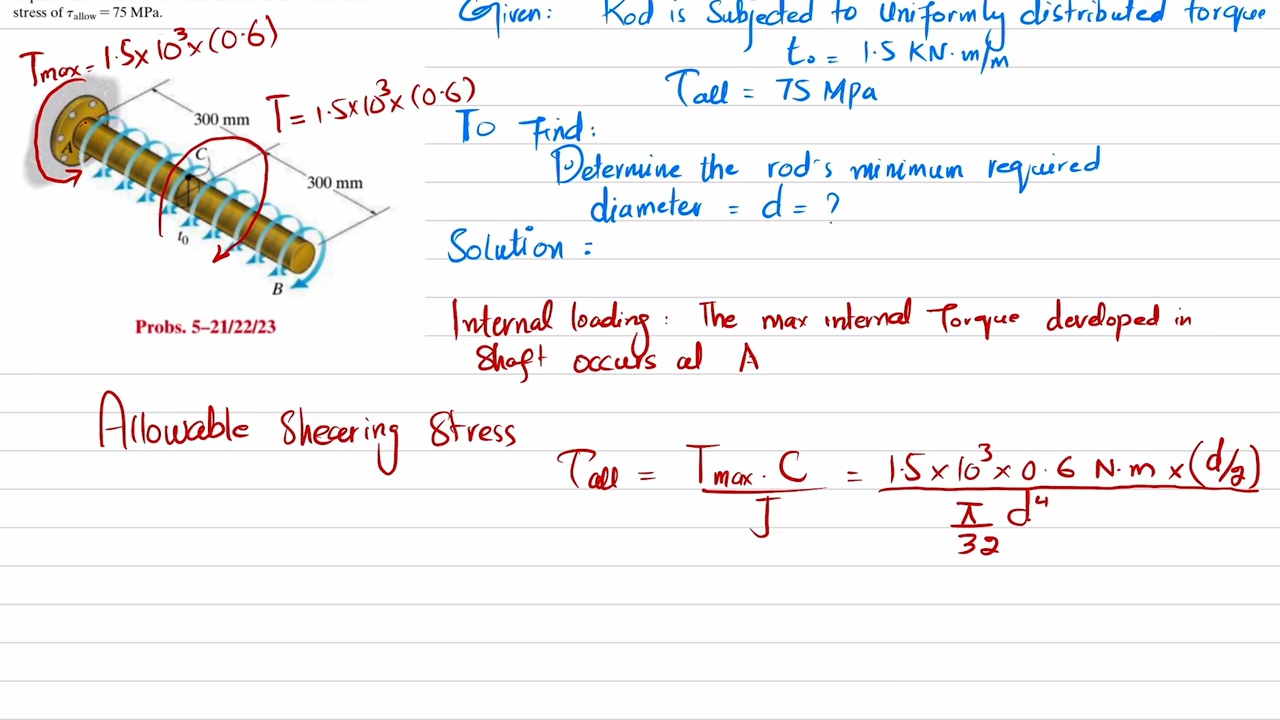 stress of τallow = 75 MPa.
Given: Rod is Subjected to Uniformly distributed torque
t₀ = 1.5 KN·m/m
τall = 75 MPa
Tmax = 1.5x10³x(0.6)
T = 1.5x10³x(0.6)
300 mm
300 mm
A
C
t₀
B
Probs. 5–21/22/23
To Find:
Determine the rod's minimum required
diameter = d = ?
Solution =
Internal loading: The max internal Torque developed in
Shaft occurs at A
Allowable Shearing Stress
τall = Tmax · C / J = 1.5 x 10³ x 0.6 N·m x (d/2) / π/32 d⁴